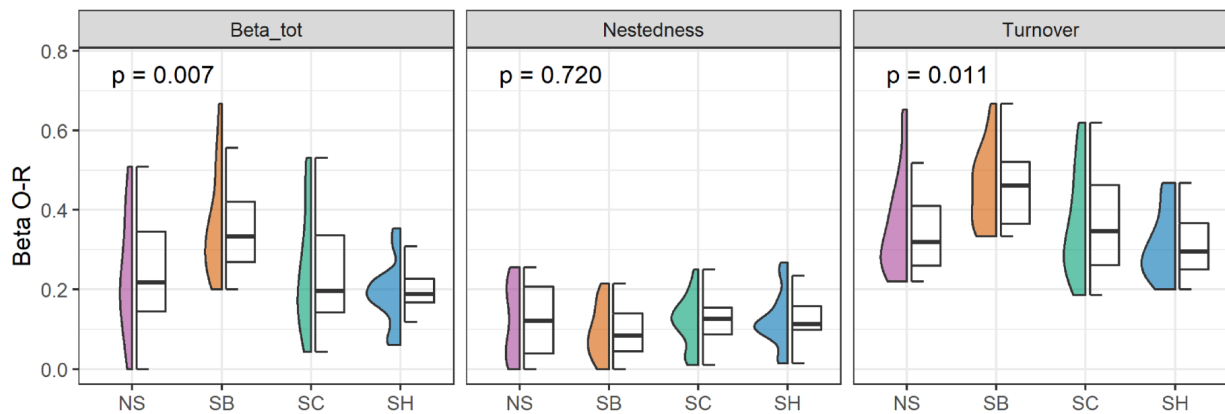 Beta_tot Nestedness Turnover
p = 0.007 p = 0.720 p = 0.011
Beta O-R
0.8
0.6
0.4
0.2
0.0
NS SB SC SH NS SB SC SH NS SB SC SH